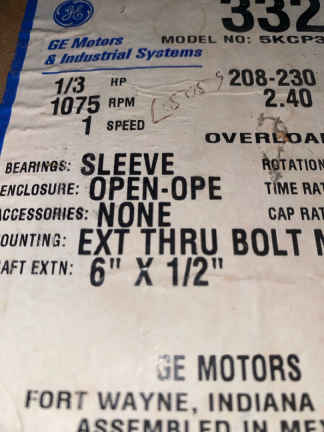 GE
332
GE Motors
MODEL NO: 5KCP3
& Industrial Systems
1/3 HP 208-230
1075 RPM 2.40
1 SPEED
OVERLOA
BEARINGS: SLEEVE ROTATION
ENCLOSURE: OPEN-OPE TIME RAT
ACCESSORIES: NONE CAP RAT
OUNTING: EXT THRU BOLT M
AFT EXTN: 6" X 1/2"
GE MOTORS
FORT WAYNE, INDIANA
ASSEMBLED IN ME